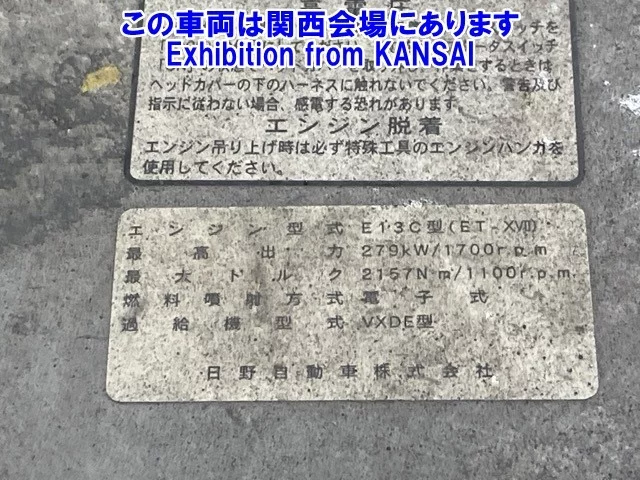 この車両は関西会場にあります
Exhibition from KANSAI
ヘッドカバーの下のハーネスに触れないでください。警告及び
指示に従わない場合、感電する恐れがあります。
エンジン脱着
エンジン吊り上げ時は必ず特殊工具のエンジンハンガを
使用してください。
エンジン型式 E13C型(ET-XVII)
最高出力 279kW/1700r.p.m
最大トルク 2157N m/1100r.p.m.
燃料噴射方式 電子式
過給機型式 VXDE型
日野自動車株式会社